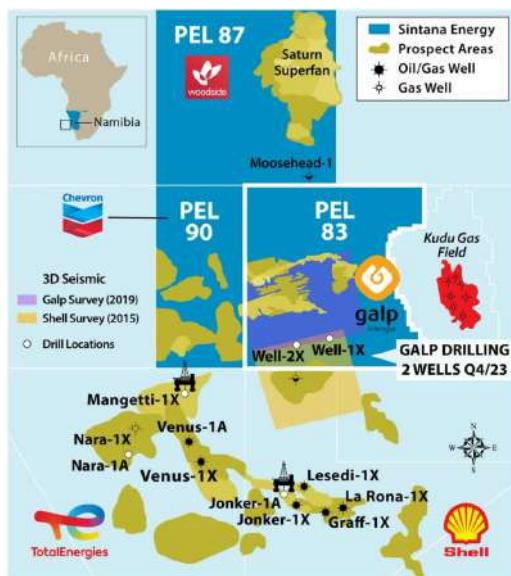 Africa
Namibia
PEL 87
woodside
Saturn
Superfan
Moosehead-1
Sintana Energy
Prospect Areas
Oil/Gas Well
Gas Well
Chevron
PEL
90
PEL
83
Kudu Gas
Field
3D Seismic
Galp Survey (2019)
Shell Survey (2015)
Drill Locations
galp
Well-2X
Well-1X
GALP DRILLING
2 WELLS Q4/23
Mangetti-1X
Venus-1A
Nara-1X
Nara-1A
Venus-1X
Lesedi-1X
Jonker-1A
La Rona-1X
Jonker-1X
Graff-1X
N
W
E
S
TotalEnergies
Shell